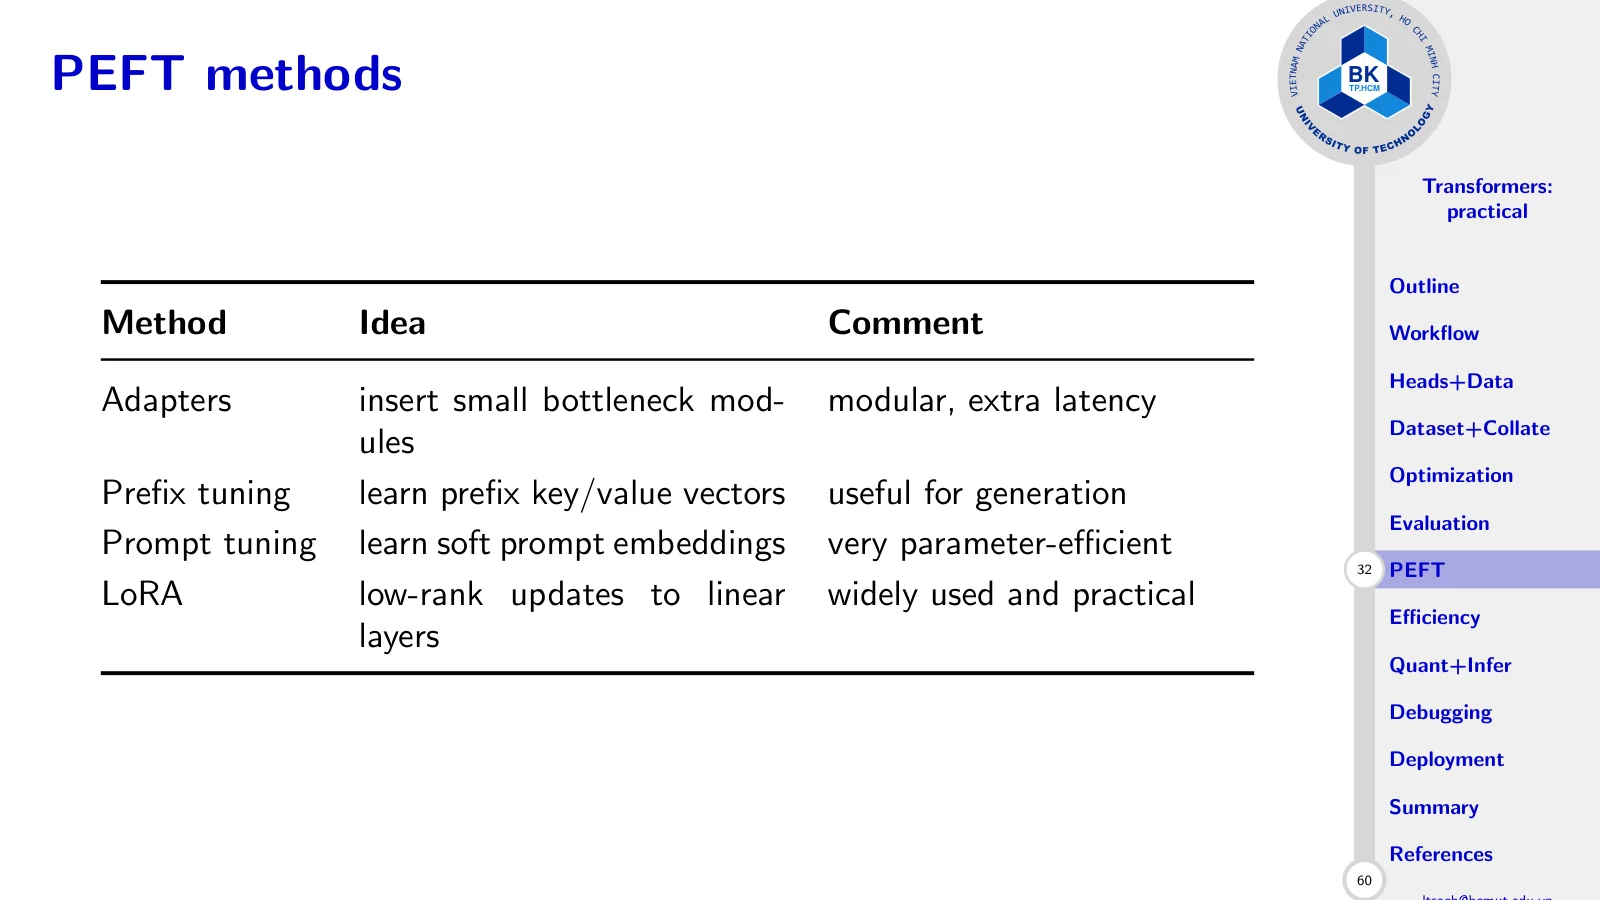 PEFT methods
VIETNAM NATIONAL UNIVERSITY, HO CHI MINH CITY
BK
TP.HCM
UNIVERSITY OF TECHNOLOGY
Transformers:
practical
Method Idea Comment
Adapters insert small bottleneck mod- modular, extra latency
ules
Prefix tuning learn prefix key/value vectors useful for generation
Prompt tuning learn soft prompt embeddings very parameter-efficient
LoRA low-rank updates to linear widely used and practical
layers
Outline
Workflow
Heads+Data
Dataset+Collate
Optimization
Evaluation
32 PEFT
Efficiency
Quant+Infer
Debugging
Deployment
Summary
References
60